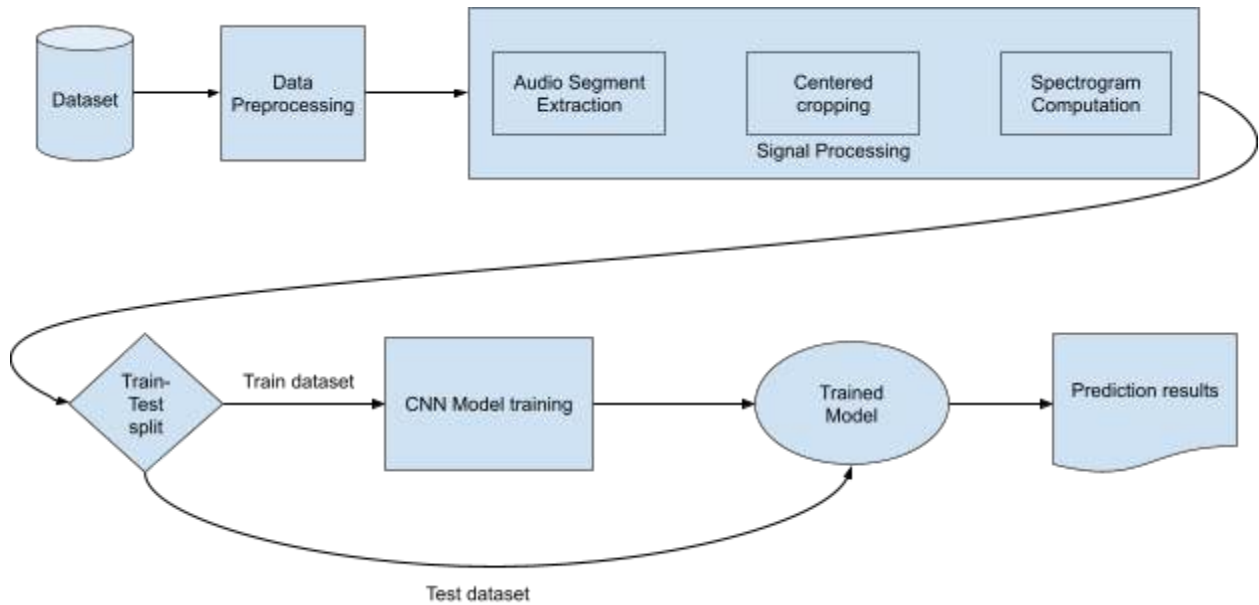 Dataset
Data
Preprocessing
Audio Segment
Extraction
Centered
cropping
Spectrogram
Computation
Signal Processing
Train-
Test
split
Train dataset
CNN Model training
Trained
Model
Prediction results
Test dataset